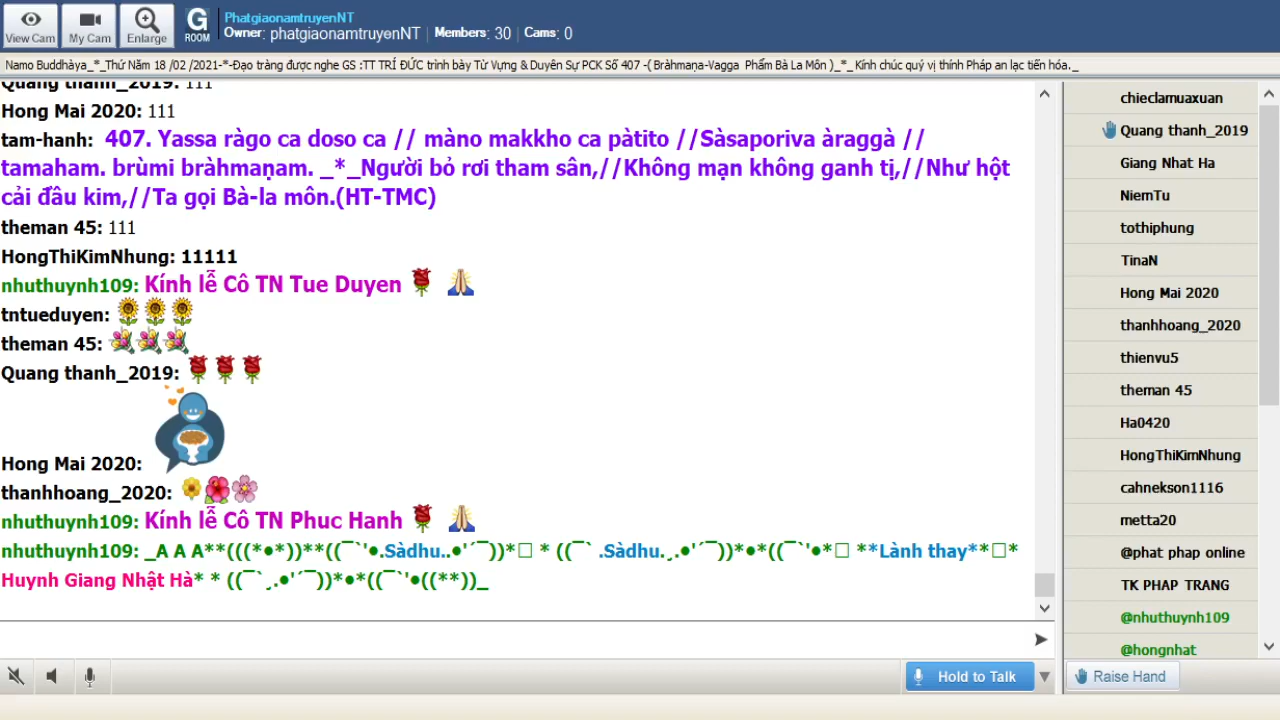 View Cam
My Cam
Enlarge
G
ROOM
PhatgiaonamtruyenNT
Owner: phatgiaonamtruyenNT | Members: 30 | Cams: 0
Namo Buddhàya_*_Thứ Năm 18 /02 /2021-*-Đạo tràng được nghe GS :TT TRÍ ĐỨC trình bày Từ Vựng & Duyên Sự PCK Số 407 -( Bràhmaṇa-Vagga Phẩm Bà La Môn )_*_ Kính chúc quý vị thính Pháp an lạc tiến hóa._
Quang thanh_2019: 111
Hong Mai 2020: 111
tam-hanh: 407. Yassa ràgo ca doso ca // màno makkho ca pàtito //Sàsaporiva àraggà //
tamaham. brùmi bràhmaṇam. _*_Người bỏ rơi tham sân,//Không mạn không ganh tị,//Như hột
cải đầu kim,//Ta gọi Bà-la môn.(HT-TMC)
theman 45: 111
HongThiKimNhung: 11111
nhuthuynh109: Kính lễ Cô TN Tue Duyen
tntueduyen:
theman 45:
Quang thanh_2019:
Hong Mai 2020:
thanhhoang_2020:
nhuthuynh109: Kính lễ Cô TN Phuc Hanh
nhuthuynh109: _A A A**(((*●*))**((¯`'●.Sàdhu..●'´¯))*□ * ((¯` .Sàdhu.¸.●'´¯))*●*((¯`'●*□ **Lành thay**□*
Huynh Giang Nhật Hà* * ((¯` ¸.●'´¯))*●*((¯`'●((**))_
Hold to Talk
chieclamuaxuan
Quang thanh_2019
Giang Nhat Ha
NiemTu
tothiphung
TinaN
Hong Mai 2020
thanhhoang_2020
thienvu5
theman 45
Ha0420
HongThiKimNhung
cahnekson1116
metta20
@phat phap online
TK PHAP TRANG
@nhuthuynh109
@hongnhat
Raise Hand